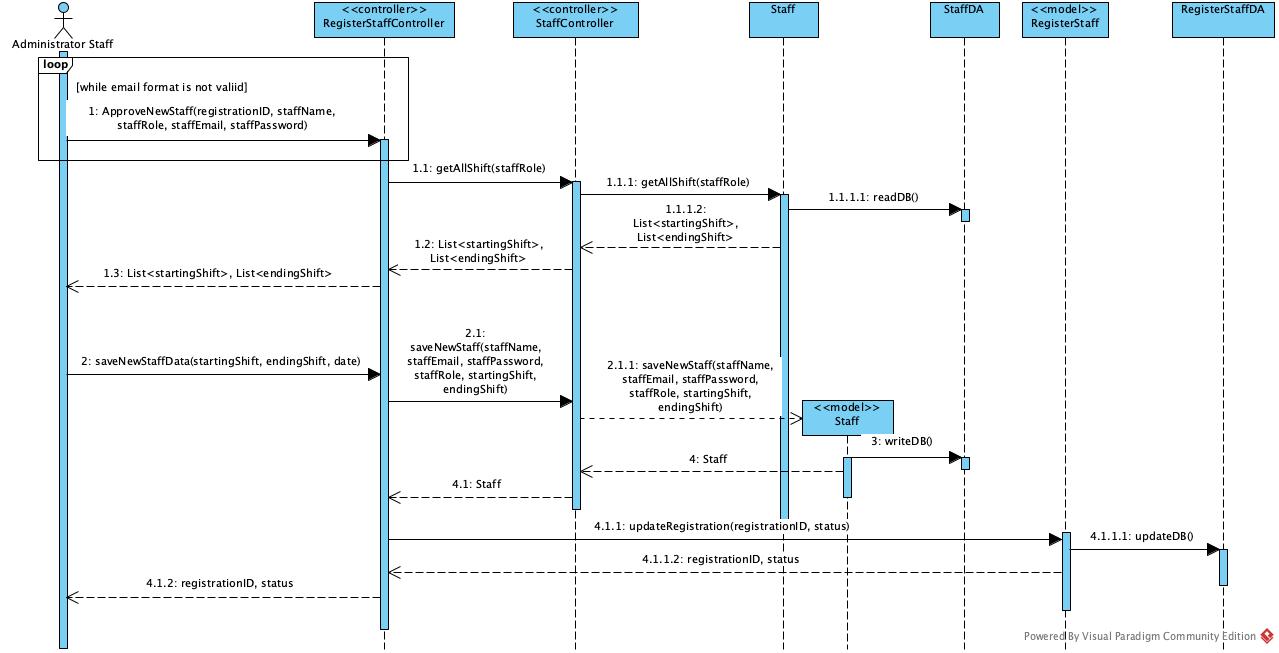 <<controller>>
RegisterStaffController
<<controller>>
StaffController
Staff
StaffDA
<<model>>
RegisterStaff
RegisterStaffDA
Administrator Staff
loop
[while email format is not valiid]
1: ApproveNewStaff(registrationID, staffName,
staffRole, staffEmail, staffPassword)
1.1: getAllShift(staffRole)
1.1.1: getAllShift(staffRole)
1.1.1.1: readDB()
1.1.1.2:
List<startingShift>,
List<endingShift>
1.2: List<startingShift>,
List<endingShift>
1.3: List<startingShift>, List<endingShift>
2: saveNewStaffData(startingShift, endingShift, date)
2.1:
saveNewStaff(staffName,
staffEmail, staffPassword,
staffRole, startingShift,
endingShift)
2.1.1: saveNewStaff(staffName,
staffEmail, staffPassword,
staffRole, startingShift,
endingShift)
<<model>>
Staff
3: writeDB()
4: Staff
4.1: Staff
4.1.1: updateRegistration(registrationID, status)
4.1.1.1: updateDB()
4.1.1.2: registrationID, status
4.1.2: registrationID, status
Powered By Visual Paradigm Community Edition